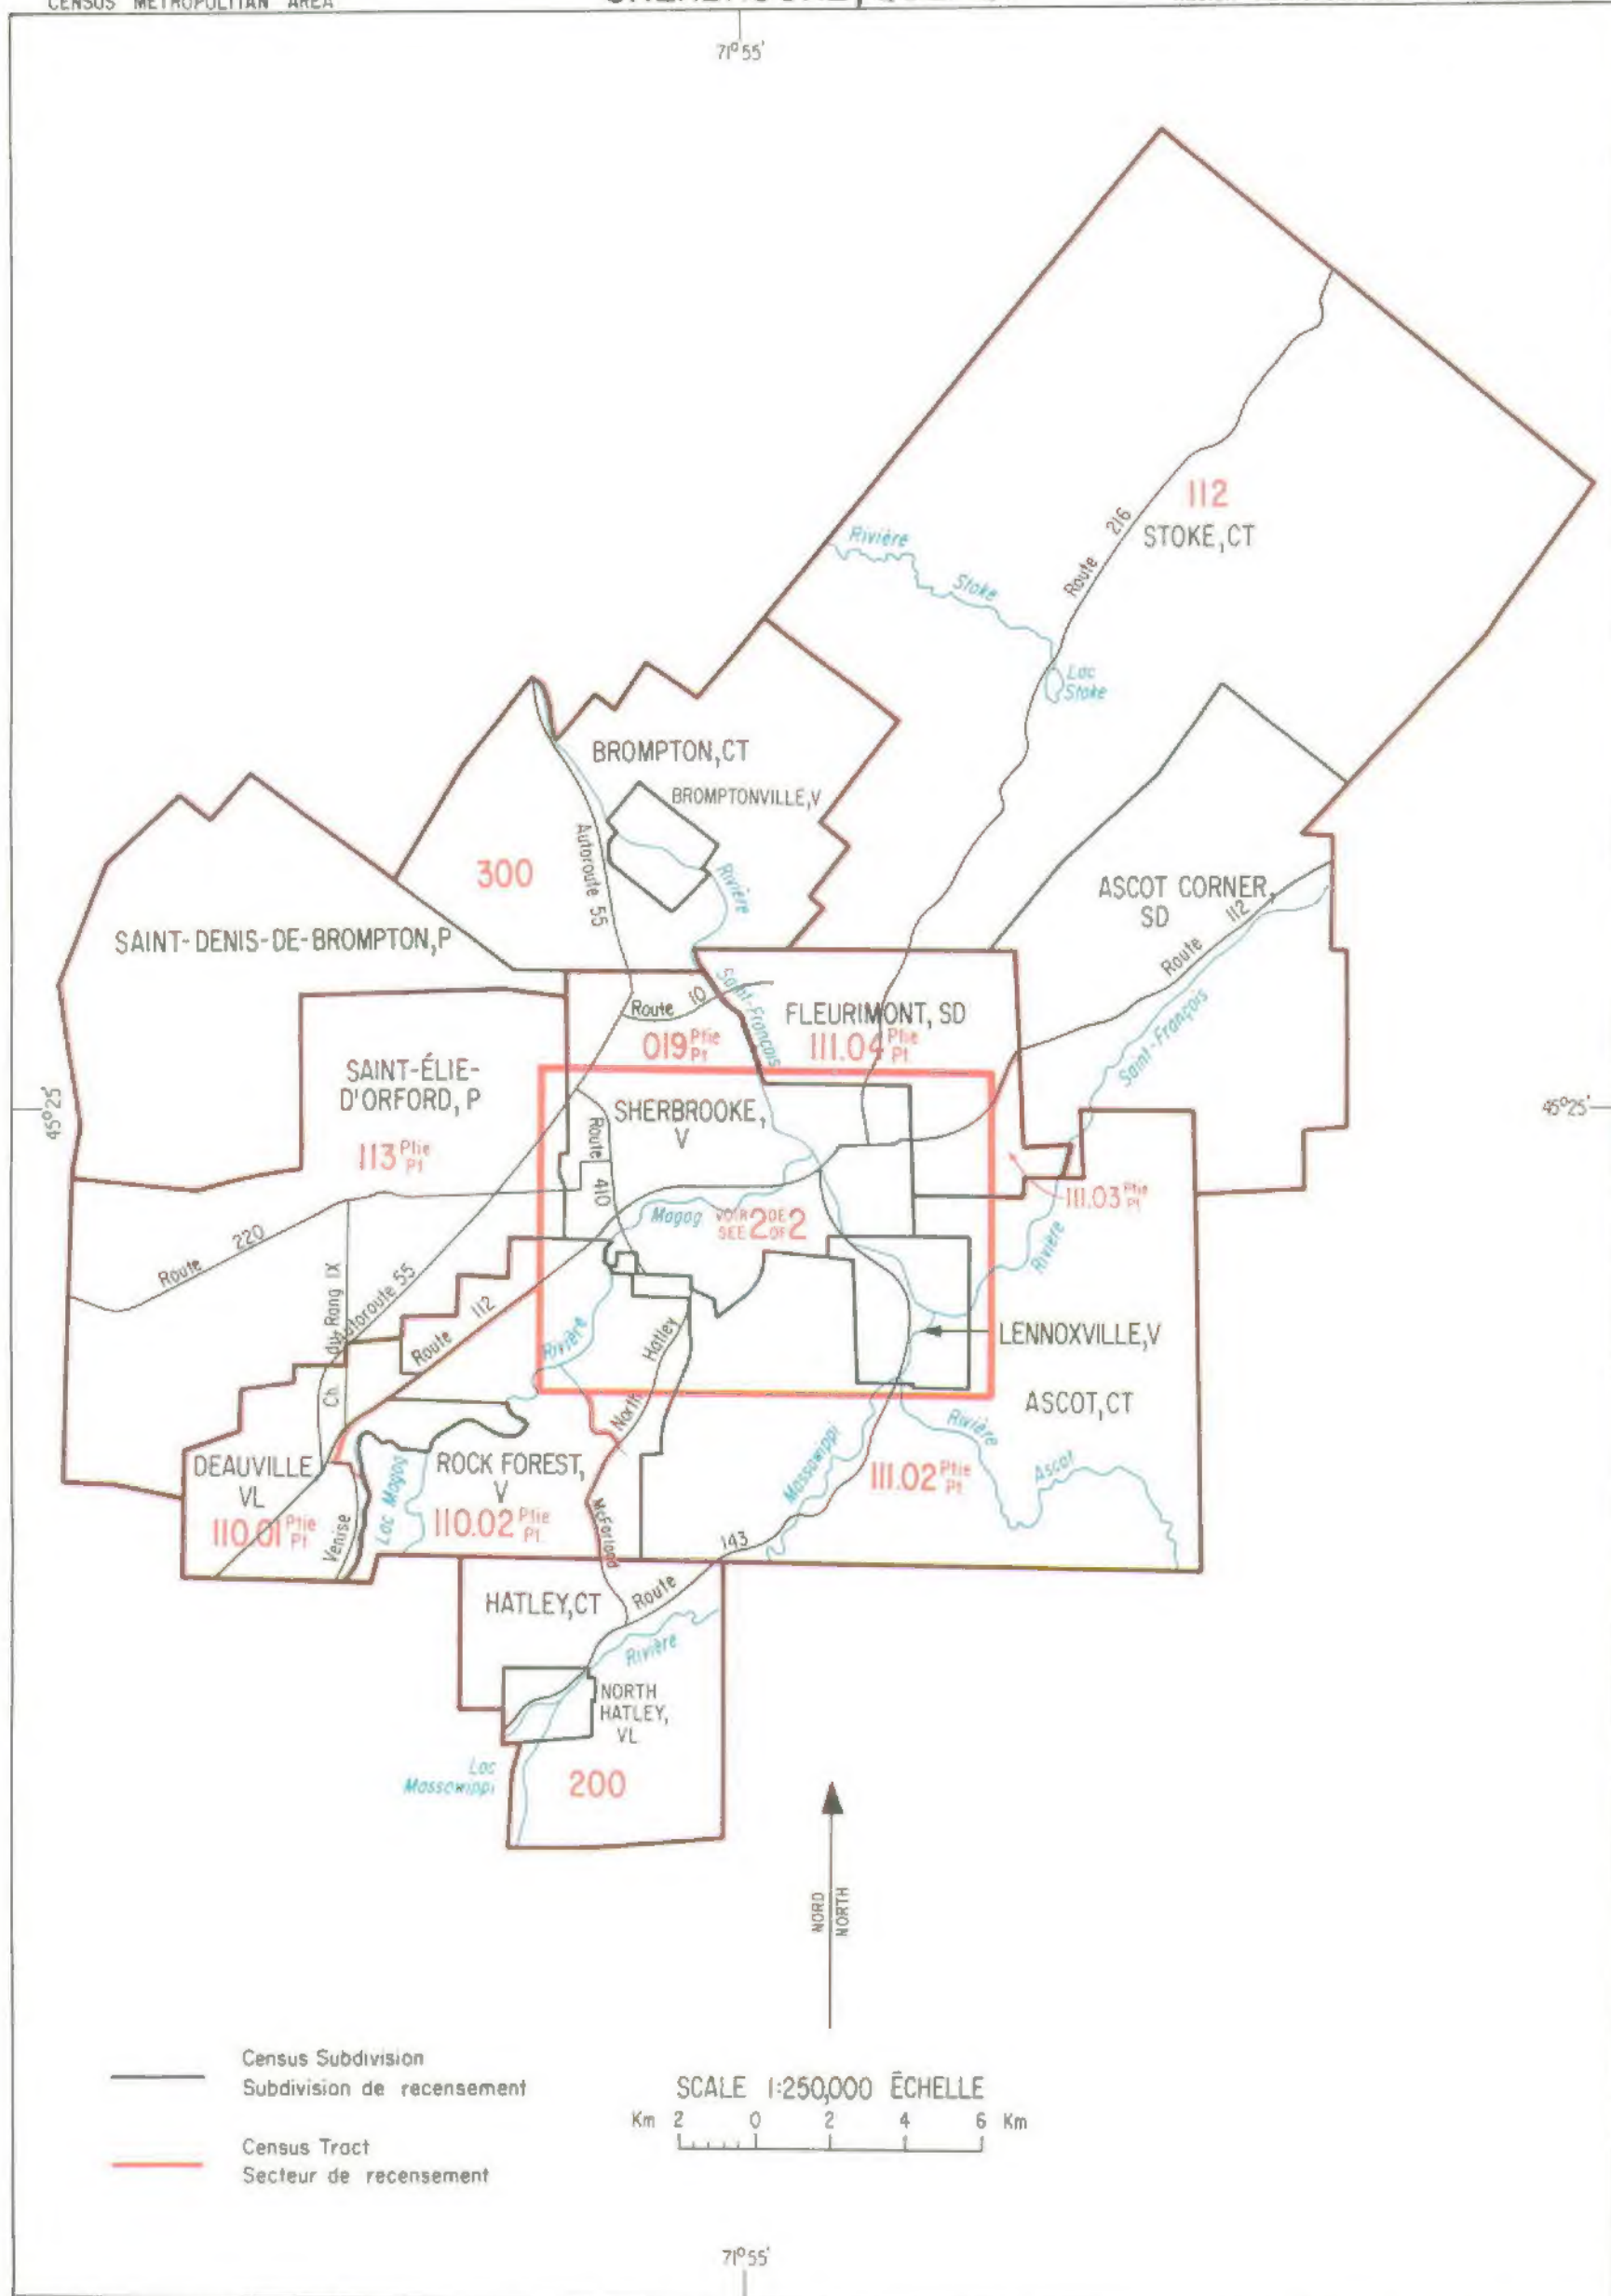 CENSUS METROPOLITAN AREA
71°55'
112
STOKE, CT
Route 216
Rivière
Stoke
Lac
Stoke
BROMPTON, CT
BROMPTONVILLE, V
Autoroute 55
300
Rivière
ASCOT CORNER,
SD
Route 112
SAINT-DENIS-DE-BROMPTON, P
Saint-François
Route 10
FLEURIMONT, SD
019 Ptie
Pt
111.04 Ptie
Pt
Saint-François
SAINT-ÉLIE-
D'ORFORD, P
45°25'
45°25'
SHERBROOKE,
V
113 Ptie
Pt
Route 410
111.03 Ptie
Pt
Magog
VOIR 2 DE 2
SEE 2 OF 2
Route 220
Rivière
Ch. du Rang IX
Autoroute 55
Route 112
Rivière
North Hatley
LENNOXVILLE, V
ASCOT, CT
Rivière
Ascot
Massawippi
DEAUVILLE
VL
110.01 Ptie
Pt
Venise
Lac Magog
ROCK FOREST,
V
110.02 Ptie
Pt
McFarland
111.02 Ptie
Pt
Route 143
HATLEY, CT
Rivière
NORTH
HATLEY,
VL
Lac
Massawippi
200
NORD
NORTH
Census Subdivision
Subdivision de recensement
Census Tract
Secteur de recensement
SCALE 1:250,000 ÉCHELLE
Km 2 0 2 4 6 Km
71°55'